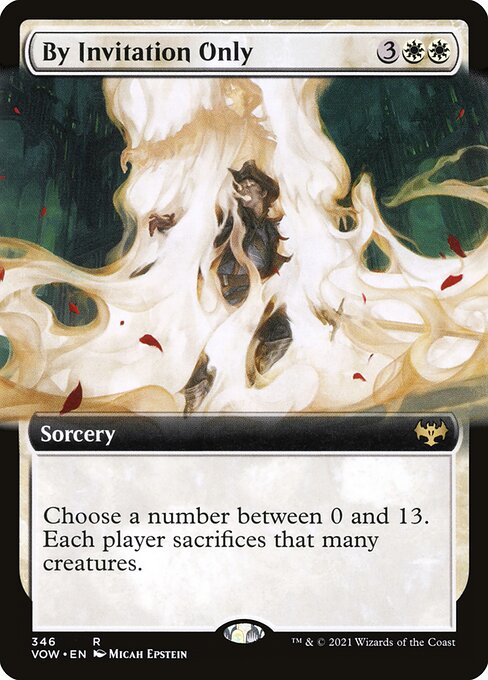 By Invitation Only 3
Sorcery
Choose a number between 0 and 13.
Each player sacrifices that many
creatures.
346 R
VOW • EN Micah Epstein
™ & © 2021 Wizards of the Coast